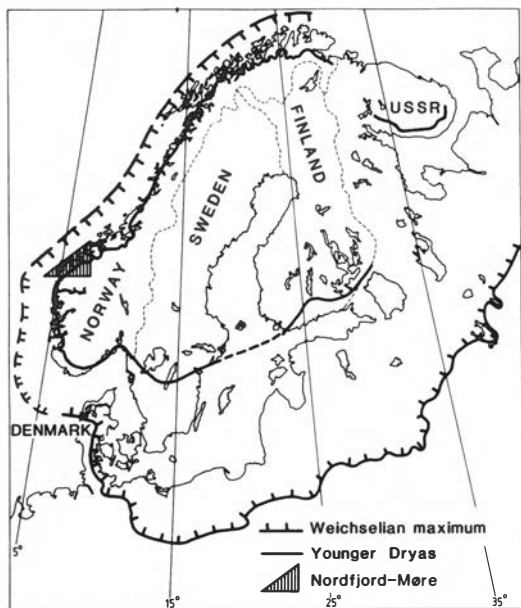 USSR
FINLAND
SWEDEN
NORWAY
DENMARK
Weichselian maximum
Younger Dryas
Nordfjord-Møre
5°
15°
25°
35°